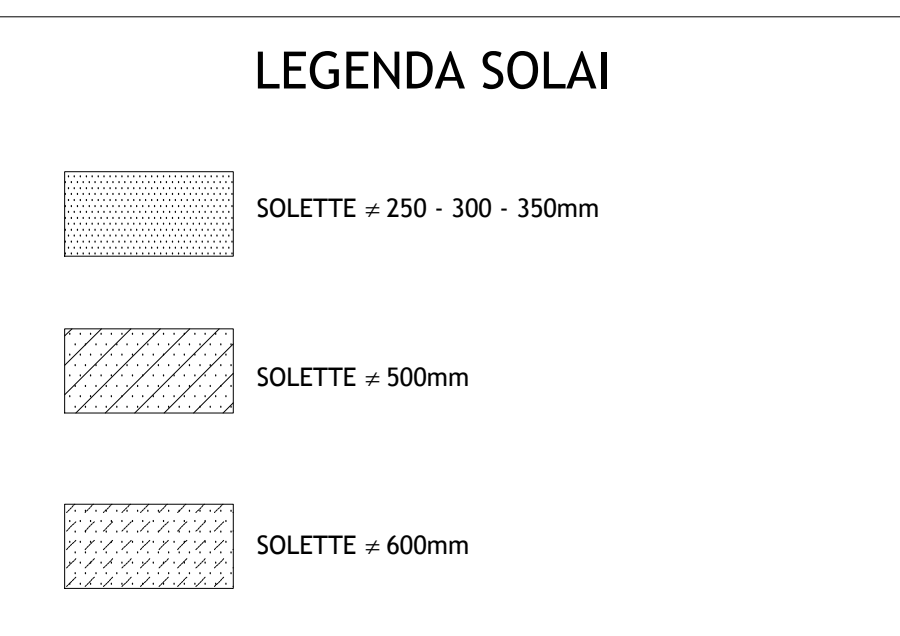 LEGENDA SOLAI
SOLETTE ≠ 250 - 300 - 350mm
SOLETTE ≠ 500mm
SOLETTE ≠ 600mm